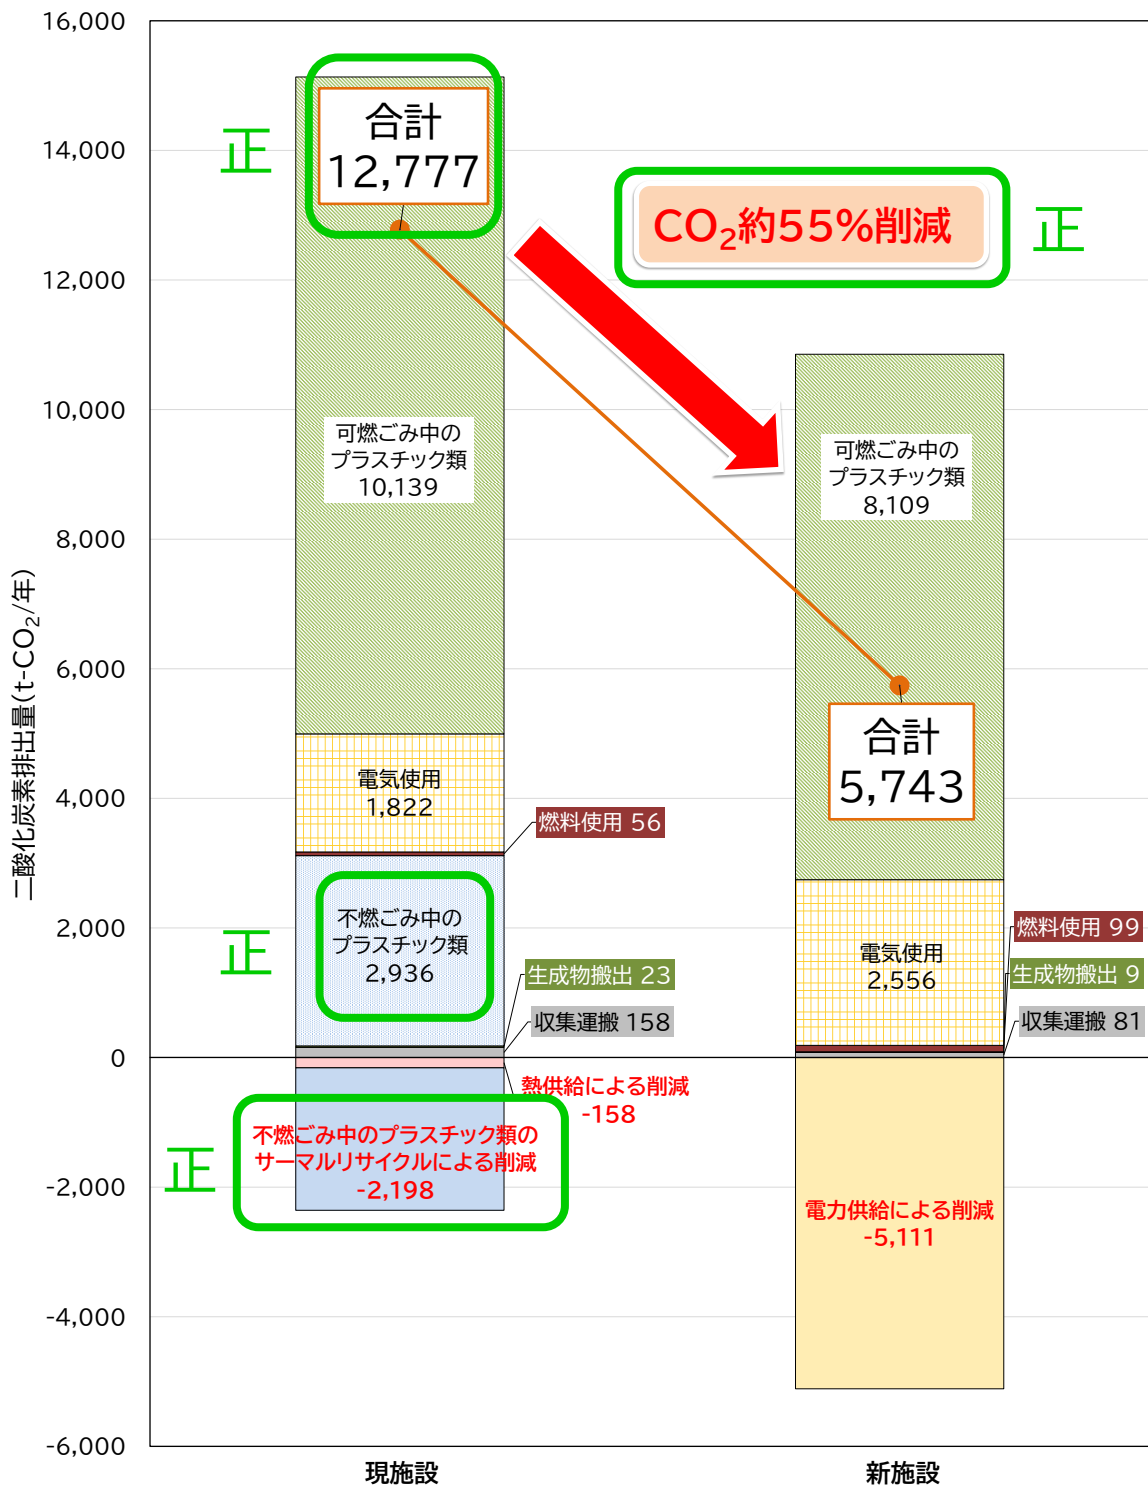 16,000
14,000
12,000
10,000
8,000
6,000
4,000
2,000
0
-2,000
-4,000
-6,000
二酸化炭素排出量(t-CO₂/年)
正
合計
12,777
CO₂約55%削減
正
可燃ごみ中の
プラスチック類
10,139
電気使用
1,822
燃料使用 56
正
不燃ごみ中の
プラスチック類
2,936
生成物搬出 23
収集運搬 158
熱供給による削減
-158
正
不燃ごみ中のプラスチック類の
サーマルリサイクルによる削減
-2,198
現施設
可燃ごみ中の
プラスチック類
8,109
合計
5,743
電気使用
2,556
燃料使用 99
生成物搬出 9
収集運搬 81
電力供給による削減
-5,111
新施設